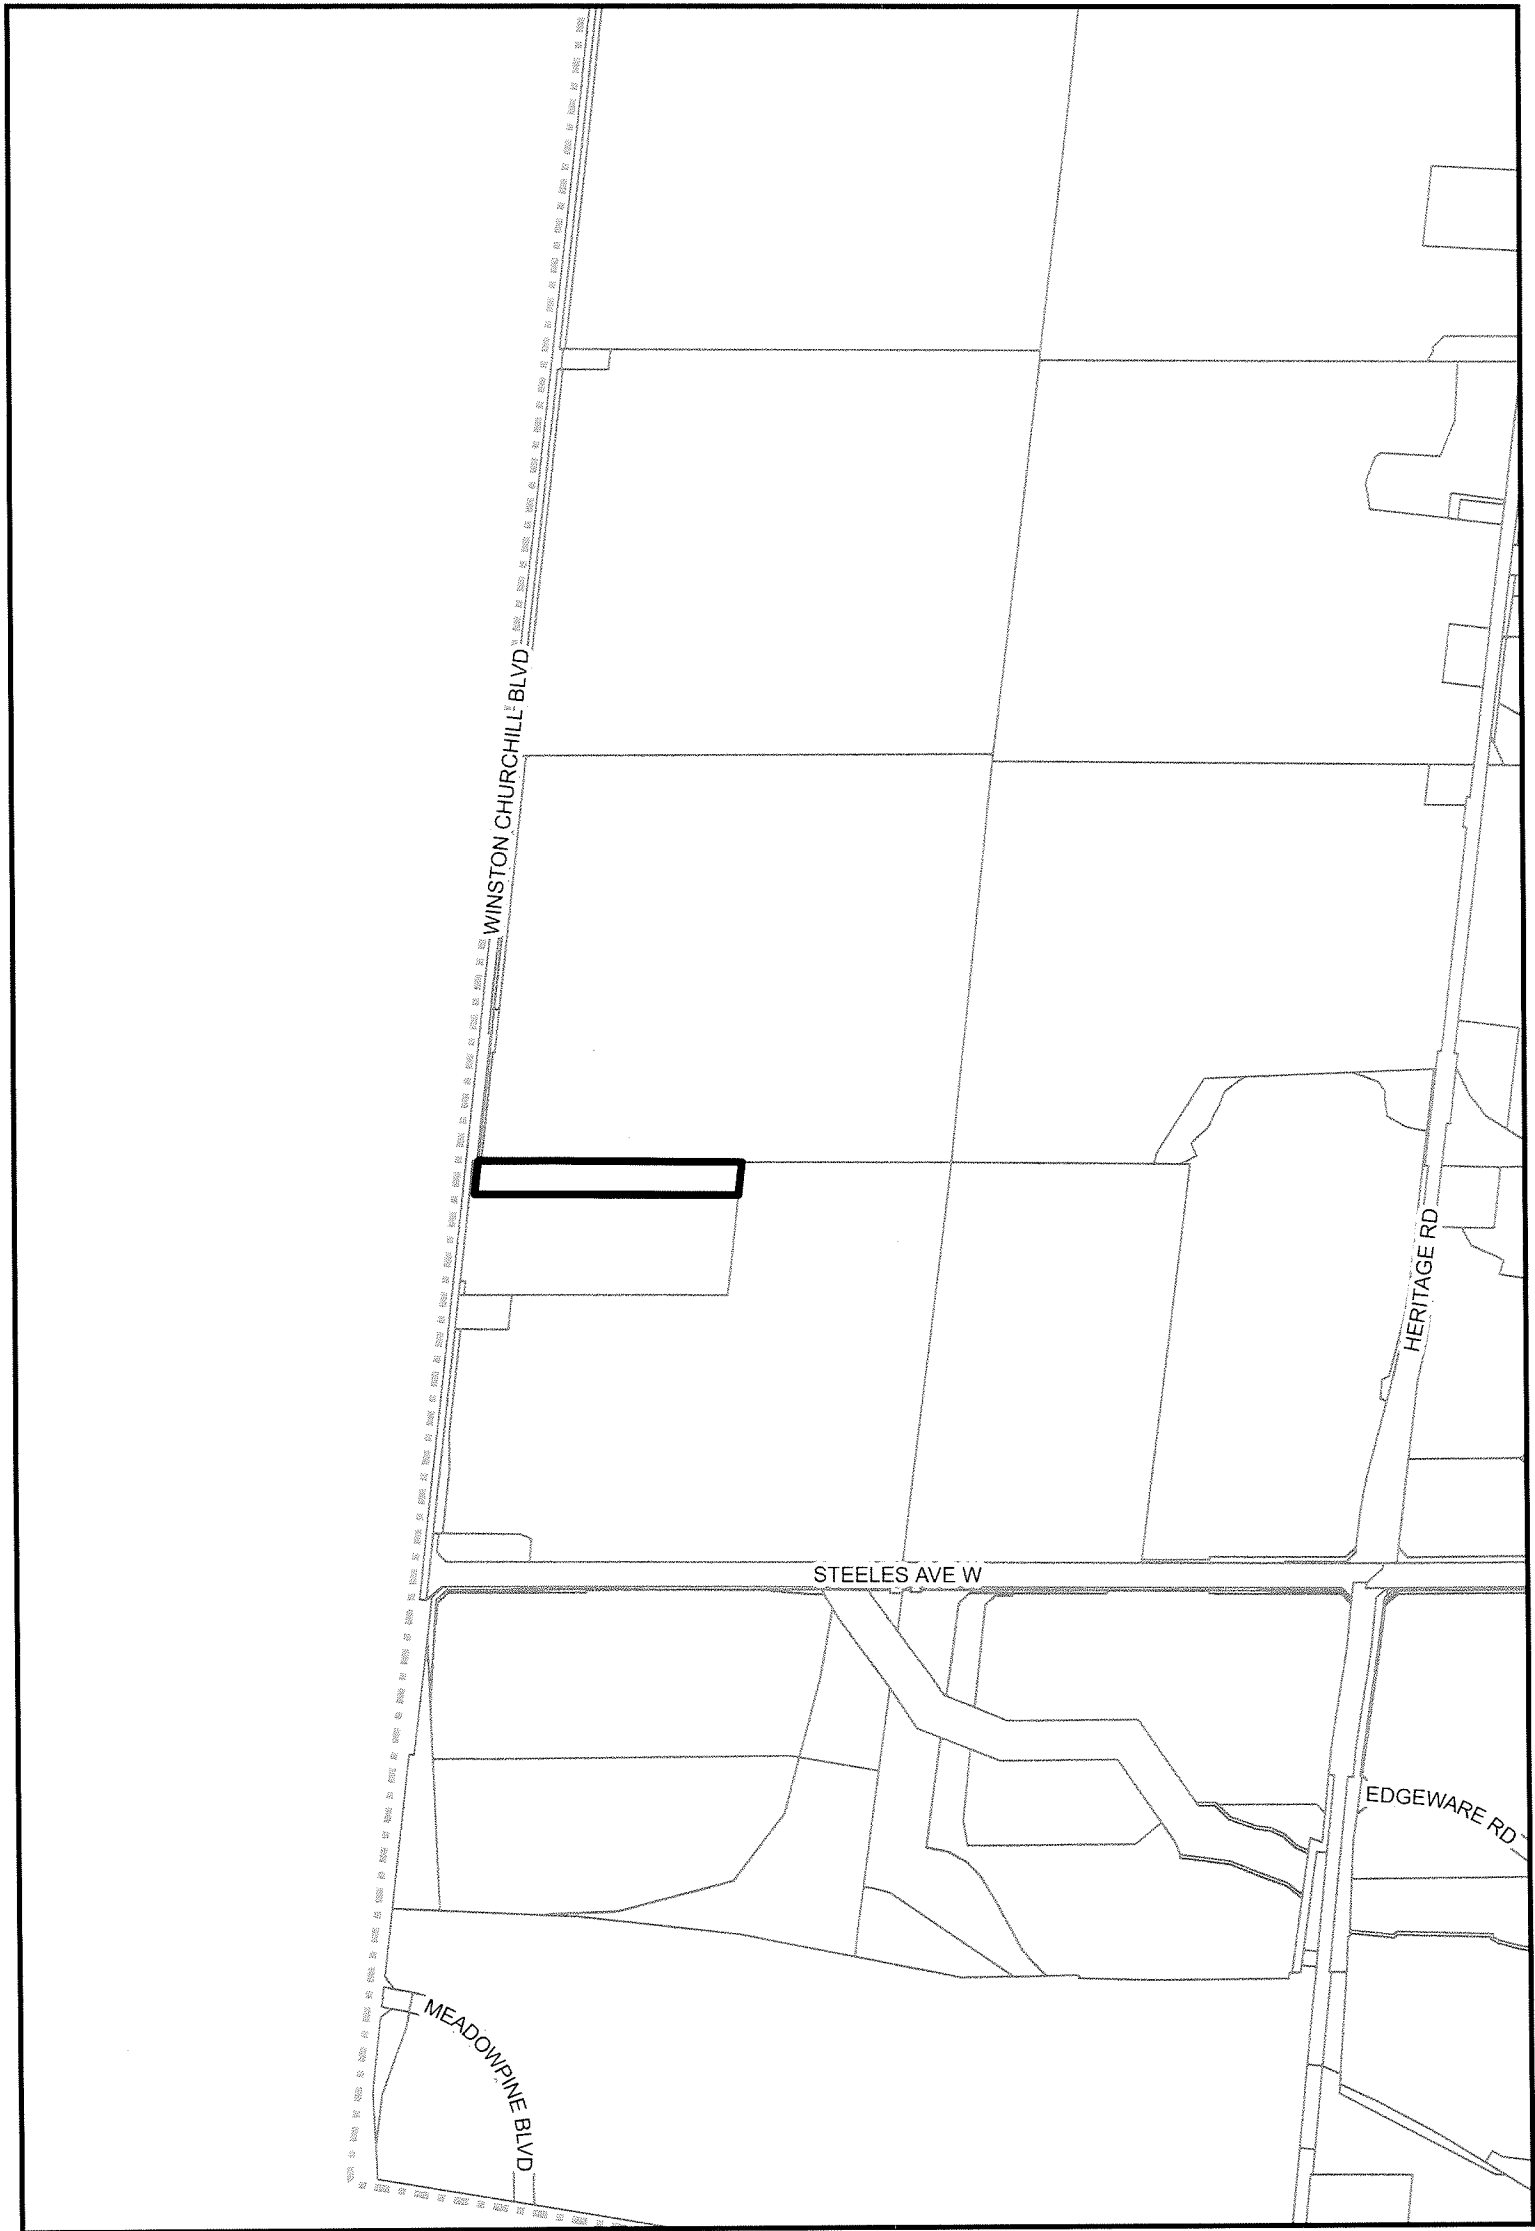 WINSTON CHURCHILL BLVD
HERITAGE RD
STEELES AVE W
EDGEWARE RD
MEADOWPINE BLVD